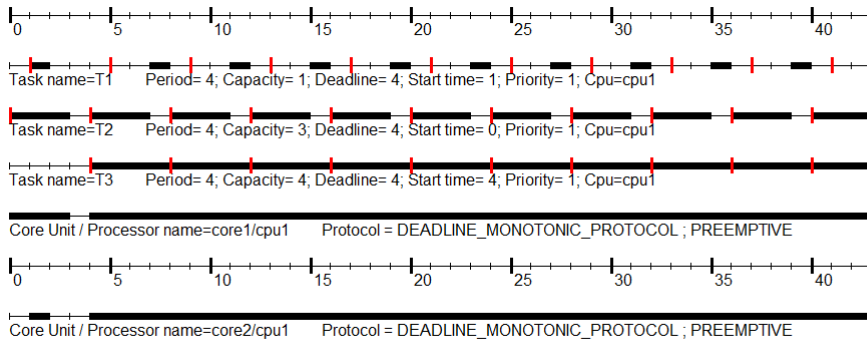 0 5 10 15 20 25 30 35 40
Task name=T1 Period= 4; Capacity= 1; Deadline= 4; Start time= 1; Priority= 1; Cpu=cpu1
Task name=T2 Period= 4; Capacity= 3; Deadline= 4; Start time= 0; Priority= 1; Cpu=cpu1
Task name=T3 Period= 4; Capacity= 4; Deadline= 4; Start time= 4; Priority= 1; Cpu=cpu1
Core Unit / Processor name=core1/cpu1 Protocol = DEADLINE_MONOTONIC_PROTOCOL ; PREEMPTIVE
0 5 10 15 20 25 30 35 40
Core Unit / Processor name=core2/cpu1 Protocol = DEADLINE_MONOTONIC_PROTOCOL ; PREEMPTIVE